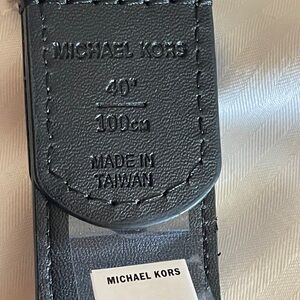 MICHAEL KORS
40"
100cm
MADE IN
TAIWAN
MICHAEL KORS